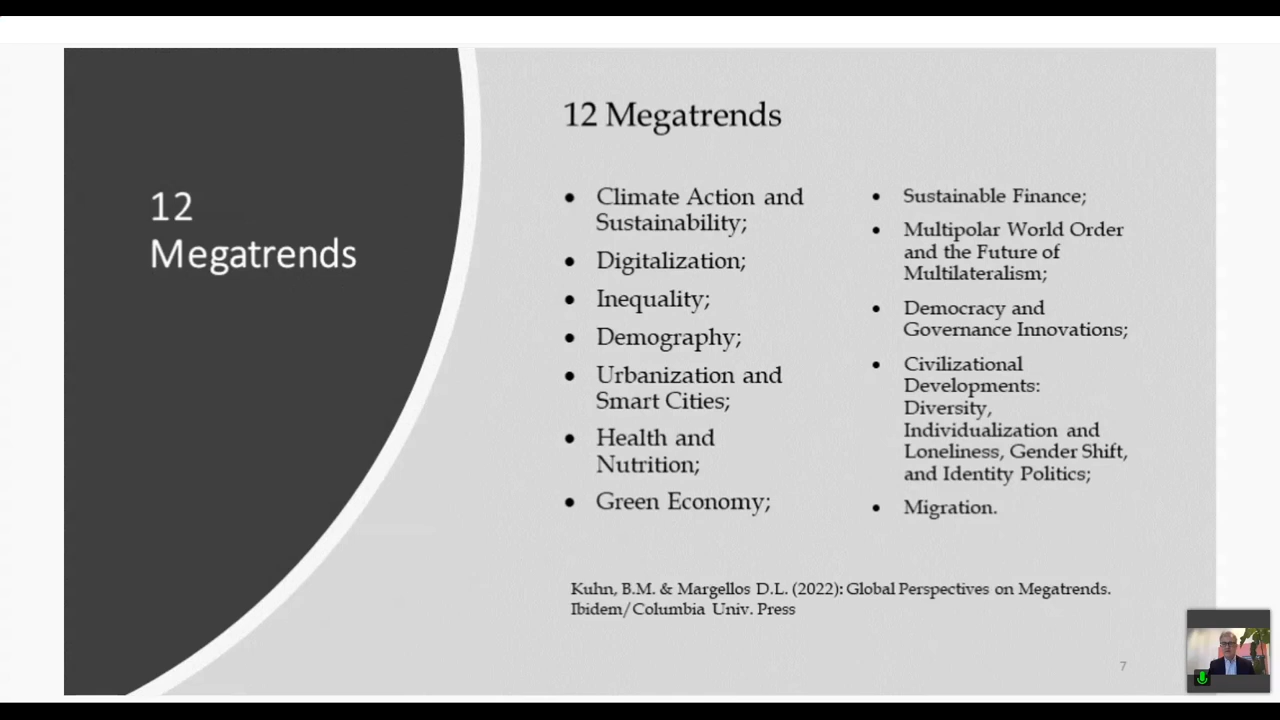 12
Megatrends
12 Megatrends
• Climate Action and
Sustainability;
• Digitalization;
• Inequality;
• Demography;
• Urbanization and
Smart Cities;
• Health and
Nutrition;
• Green Economy;
• Sustainable Finance;
• Multipolar World Order
and the Future of
Multilateralism;
• Democracy and
Governance Innovations;
• Civilizational
Developments:
Diversity,
Individualization and
Loneliness, Gender Shift,
and Identity Politics;
• Migration.
Kuhn, B.M. & Margellos D.L. (2022): Global Perspectives on Megatrends.
Ibidem/Columbia Univ. Press
7